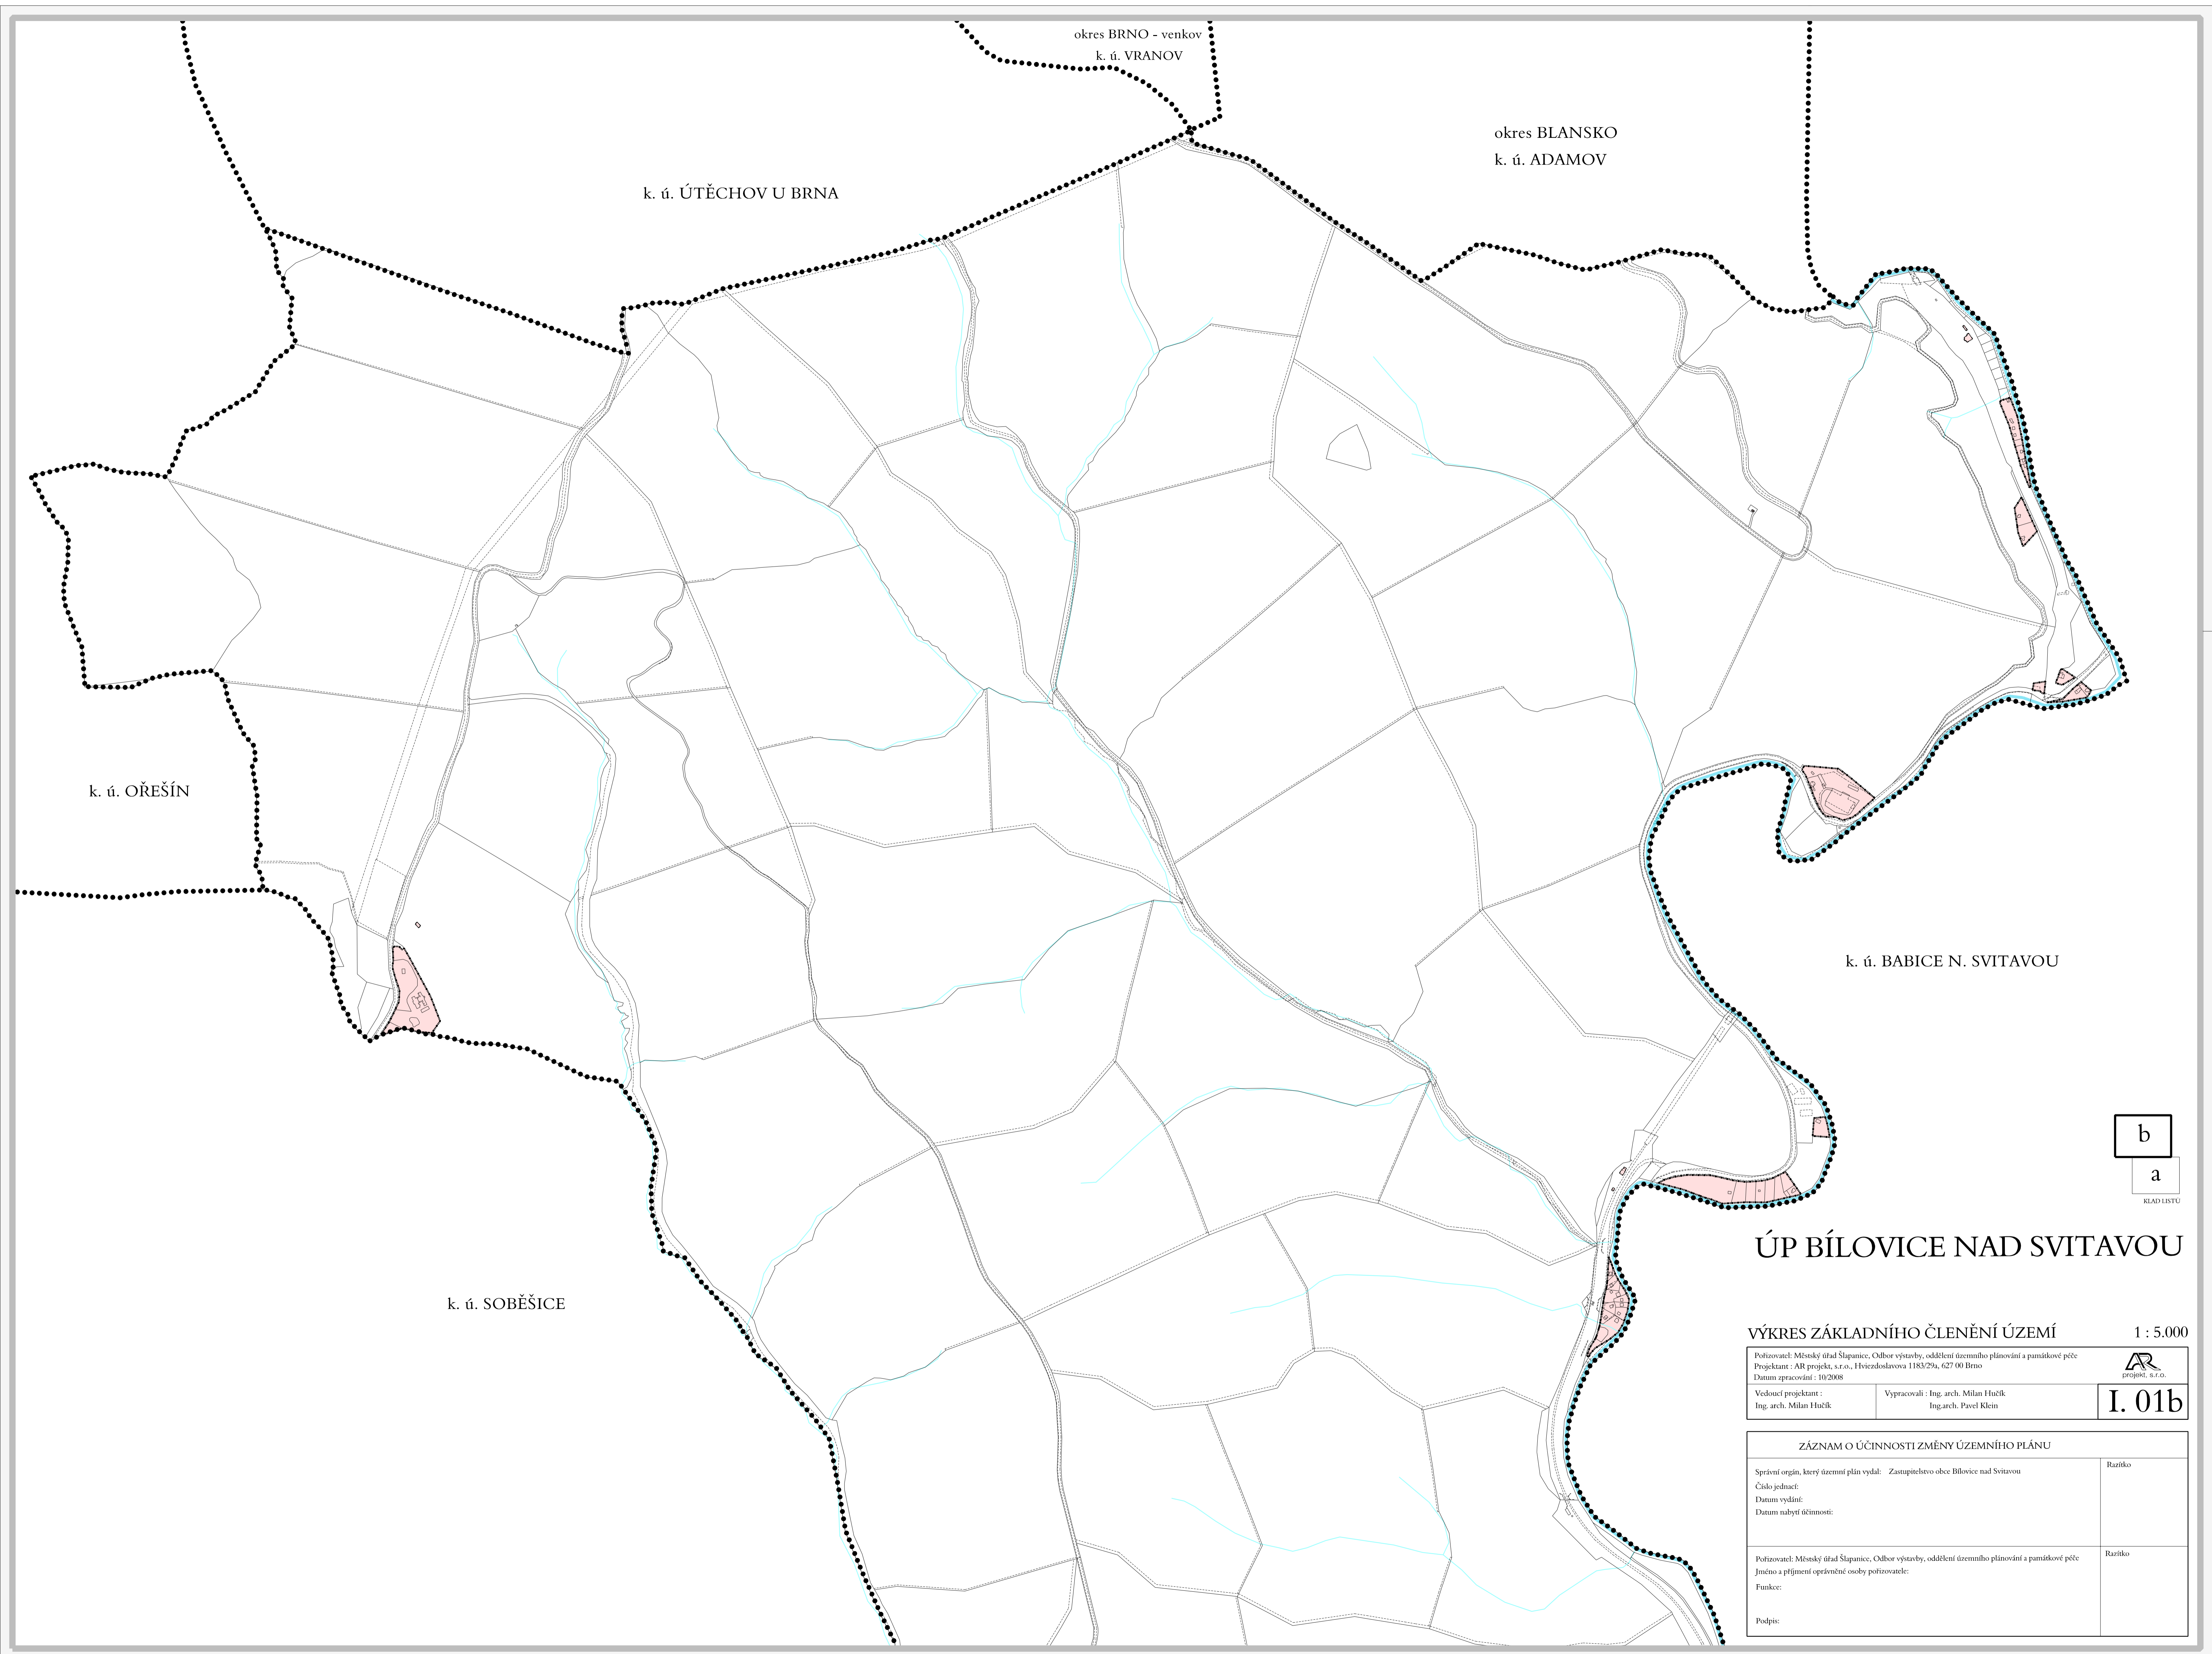 okres BRNO - venkov
k. ú. VRANOV
okres BLANSKO
k. ú. ADAMOV
k. ú. ÚTĚCHOV U BRNA
k. ú. OŘEŠÍN
k. ú. BABICE N. SVITAVOU
k. ú. SOBĚŠICE
b
a
KLAD LISTŮ
ÚP BÍLOVICE NAD SVITAVOU
VÝKRES ZÁKLADNÍHO ČLENĚNÍ ÚZEMÍ 1 : 5.000
Pořizovatel: Městský úřad Šlapanice, Odbor výstavby, oddělení územního plánování a památkové péče
Projektant : AR projekt, s.r.o., Hviezdoslavova 1183/29a, 627 00 Brno
Datum zpracování : 10/2008
AR
projekt, s.r.o.
Vedoucí projektant :
Ing. arch. Milan Hučík
Vypracovali : Ing. arch. Milan Hučík
Ing.arch. Pavel Klein
I. 01b
ZÁZNAM O ÚČINNOSTI ZMĚNY ÚZEMNÍHO PLÁNU
Správní orgán, který územní plán vydal: Zastupitelstvo obce Bílovice nad Svitavou
Razítko
Číslo jednací:
Datum vydání:
Datum nabytí účinnosti:
Pořizovatel: Městský úřad Šlapanice, Odbor výstavby, oddělení územního plánování a památkové péče
Razítko
Jméno a příjmení oprávněné osoby pořizovatele:
Funkce:
Podpis: